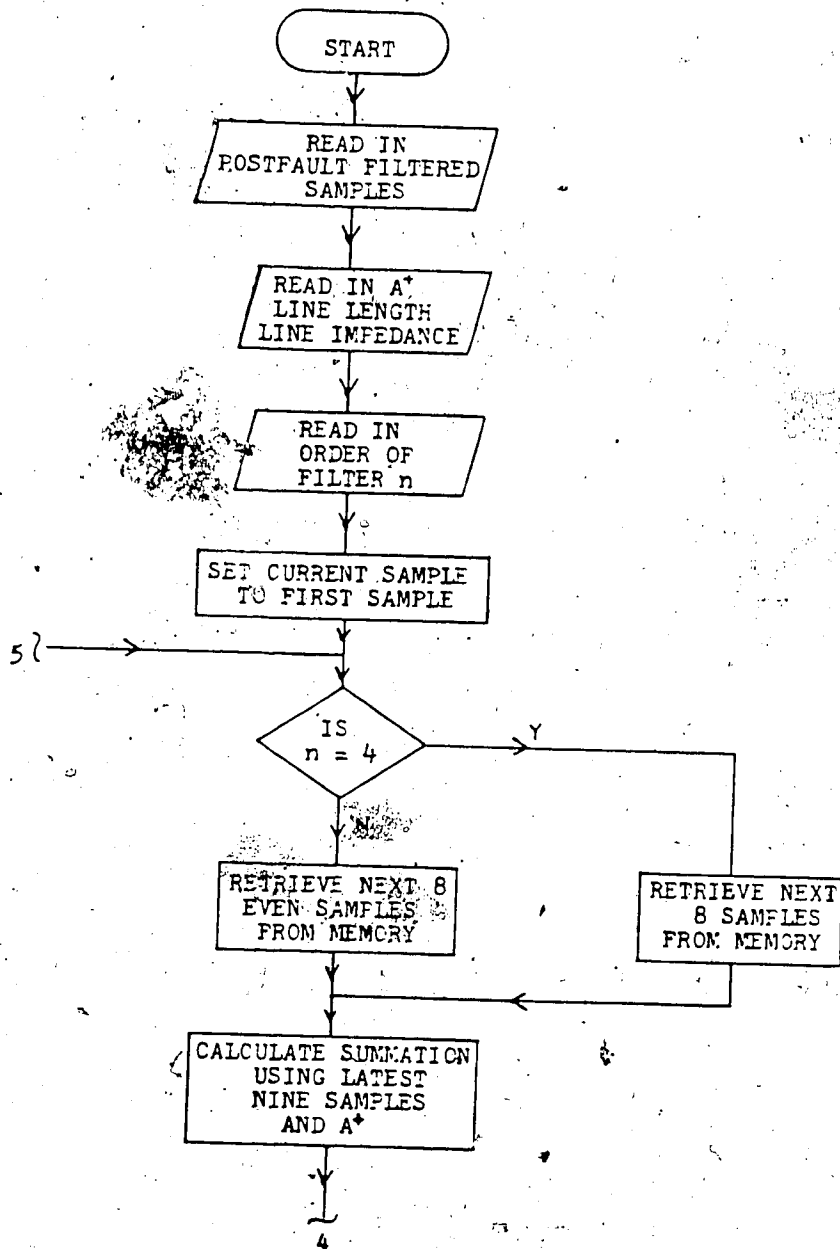 START
READ IN
POSTFAULT FILTERED
SAMPLES
READ IN A+
LINE LENGTH
LINE IMPEDANCE
READ IN
ORDER OF
FILTER n
SET CURRENT SAMPLE
TO FIRST SAMPLE
5
IS
n = 4
Y
N
RETRIEVE NEXT 8
EVEN SAMPLES
FROM MEMORY
RETRIEVE NEXT
8 SAMPLES
FROM MEMORY
CALCULATE SUMMATION
USING LATEST
NINE SAMPLES
AND A+
4